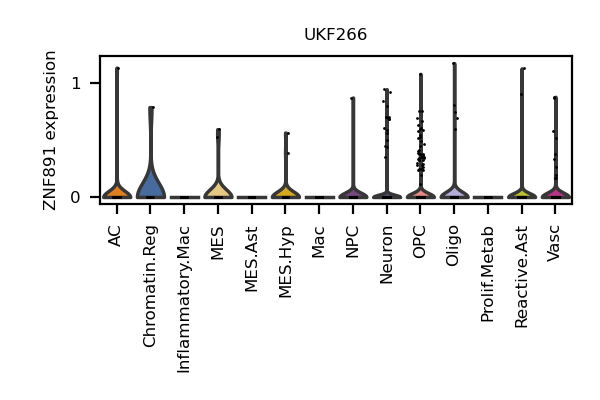 UKF266
ZNF891 expression
1
0
AC
Chromatin.Reg
Inflammatory.Mac
MES
MES.Ast
MES.Hyp
Mac
NPC
Neuron
OPC
Oligo
Prolif.Metab
Reactive.Ast
Vasc